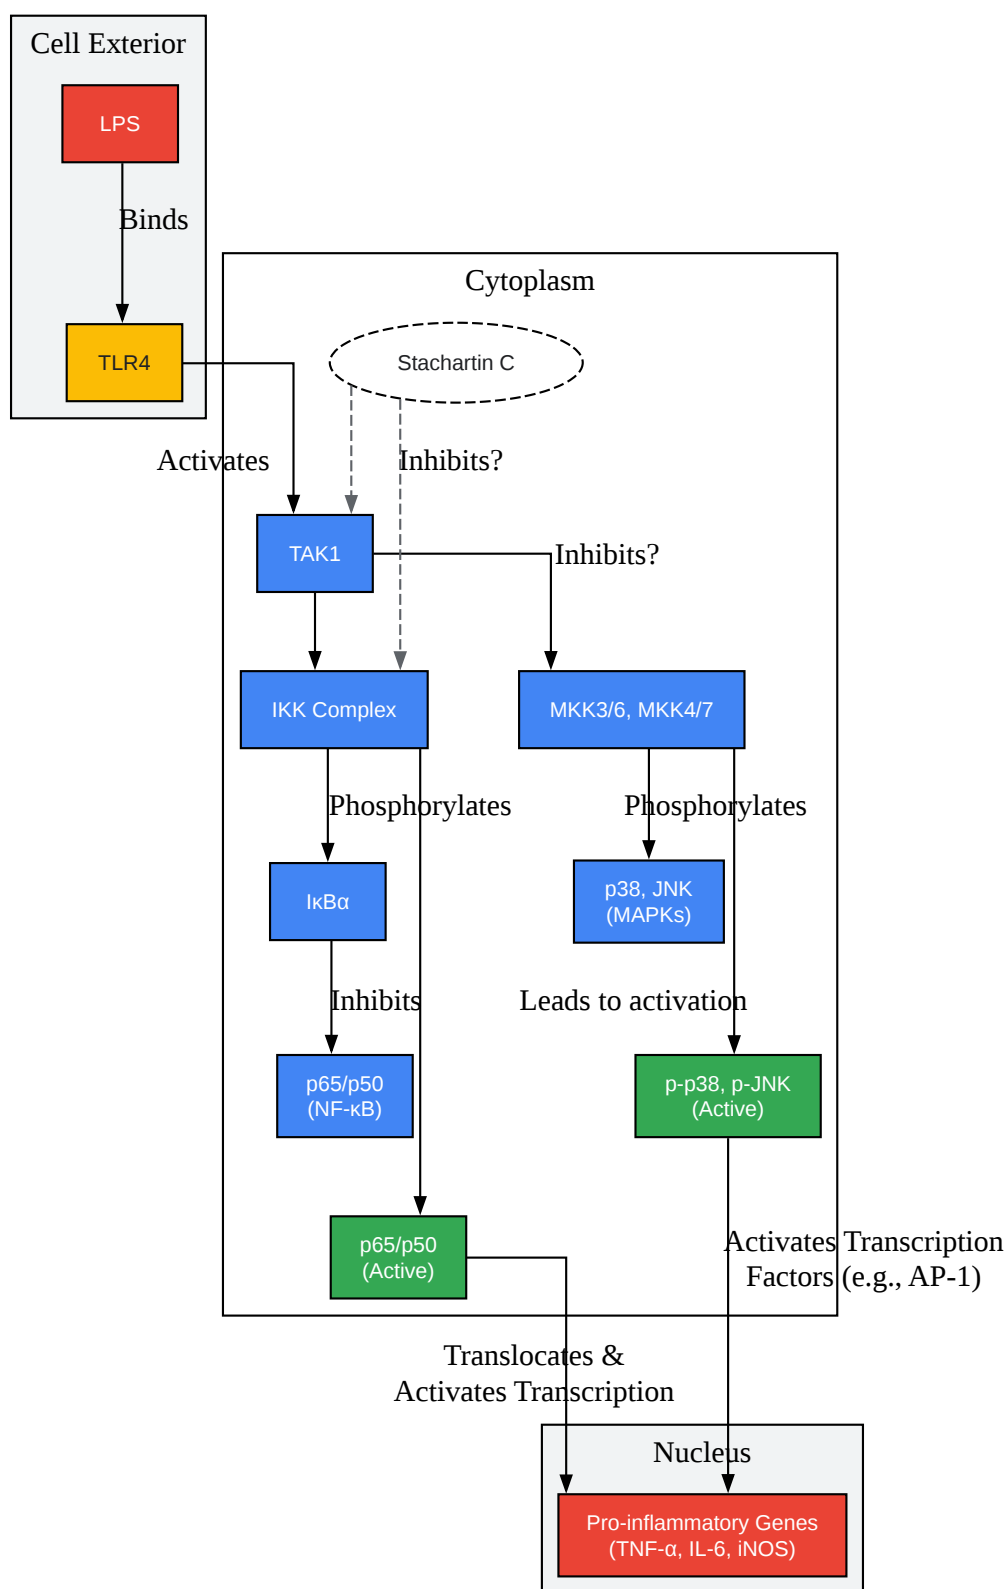 Cell Exterior
LPS
Binds
Cytoplasm
TLR4
Stachartin C
Activates
Inhibits?
TAK1
Inhibits?
IKK Complex
MKK3/6, MKK4/7
Phosphorylates
Phosphorylates
IκBα
p38, JNK
(MAPKs)
Inhibits
Leads to activation
p65/p50
(NF-κB)
p-p38, p-JNK
(Active)
p65/p50
(Active)
Activates Transcription
Factors (e.g., AP-1)
Translocates &
Activates Transcription
Nucleus
Pro-inflammatory Genes
(TNF-α, IL-6, iNOS)